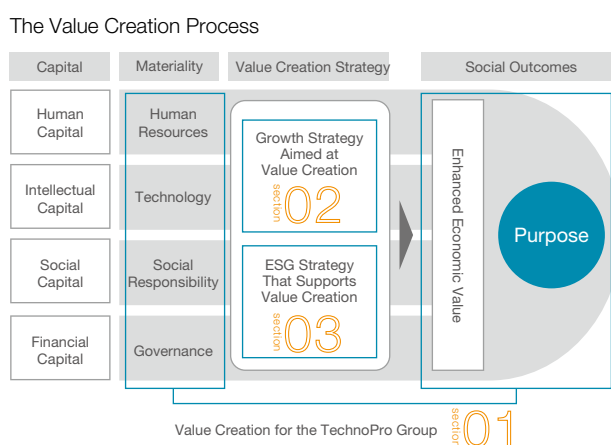 The Value Creation Process
Capital
Materiality
Value Creation Strategy
Social Outcomes
Human
Capital
Human
Resources
Intellectual
Capital
Technology
Social
Capital
Social
Responsibility
Financial
Capital
Governance
Growth Strategy
Aimed at
Value Creation
section
02
ESG Strategy
That Supports
Value Creation
section
03
Enhanced Economic Value
Purpose
Value Creation for the TechnoPro Group
section
01